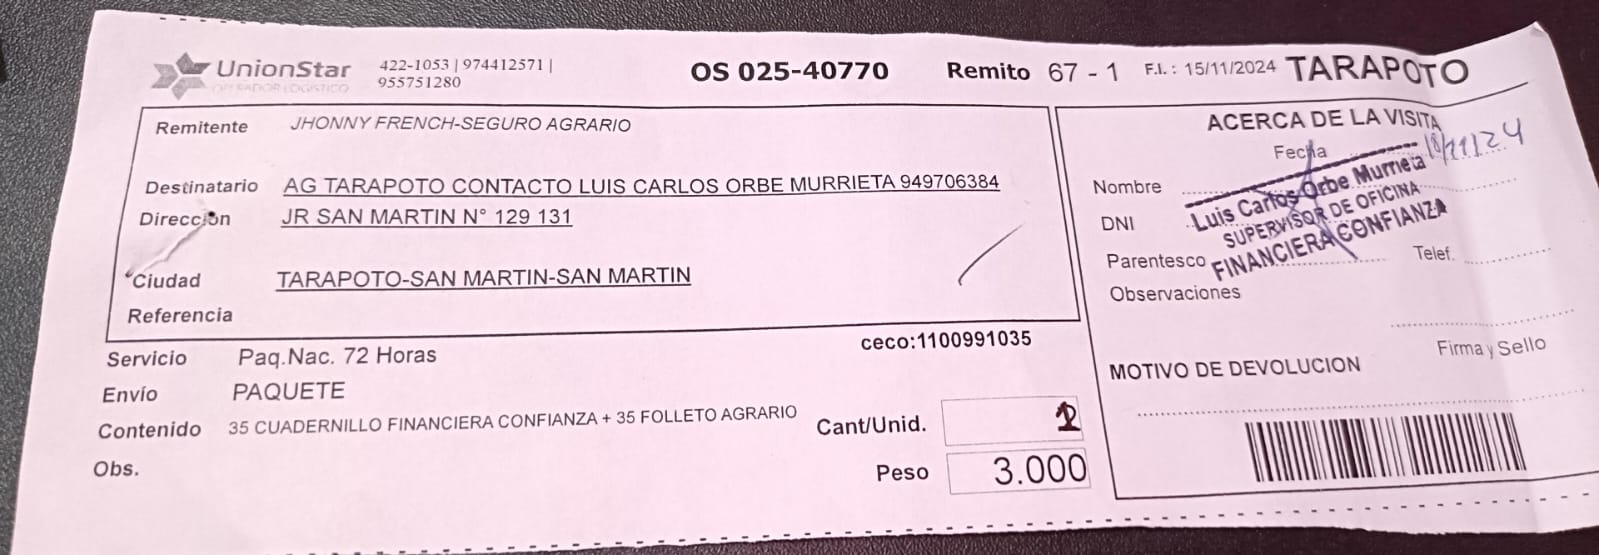 UnionStar
OPERADOR LOGISTICO
422-1053 | 974412571 |
955751280
OS 025-40770
Remito 67 - 1
F.I. : 15/11/2024
TARAPOTO
Remitente JHONNY FRENCH-SEGURO AGRARIO
Destinatario AG TARAPOTO CONTACTO LUIS CARLOS ORBE MURRIETA 949706384
Dirección JR SAN MARTIN N° 129 131
Ciudad TARAPOTO-SAN MARTIN-SAN MARTIN
Referencia
Servicio Paq.Nac. 72 Horas
ceco:1100991035
Envío PAQUETE
Contenido 35 CUADERNILLO FINANCIERA CONFIANZA + 35 FOLLETO AGRARIO
Cant/Unid.
Obs.
Peso 3.000
ACERCA DE LA VISITA
Fecha 18/11/24
Nombre
DNI
Parentesco
Telef.
Observaciones
Luis Carlos Orbe Murrieta
SUPERVISOR DE OFICINA
FINANCIERA CONFIANZA
Firma y Sello
MOTIVO DE DEVOLUCION